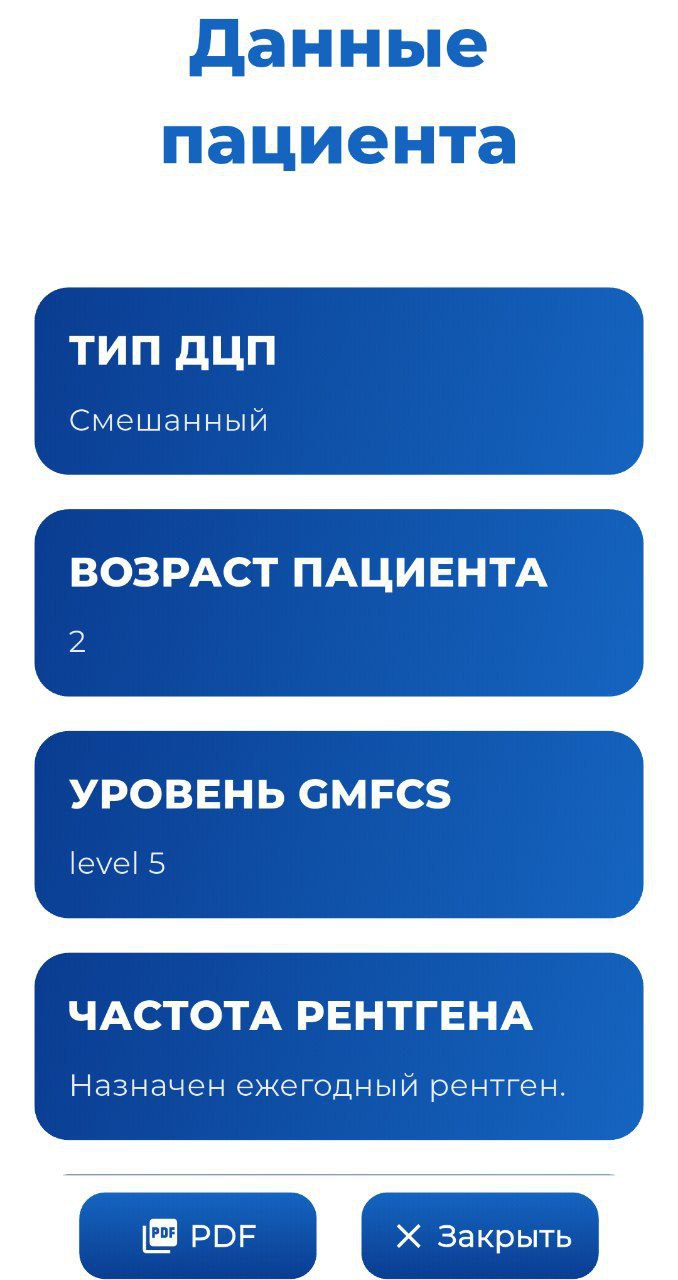 Данные
пациента
ТИП ДЦП
Смешанный
ВОЗРАСТ ПАЦИЕНТА
2
УРОВЕНЬ GMFCS
level 5
ЧАСТОТА РЕНТГЕНА
Назначен ежегодный рентген.
PDF PDF
Закрыть